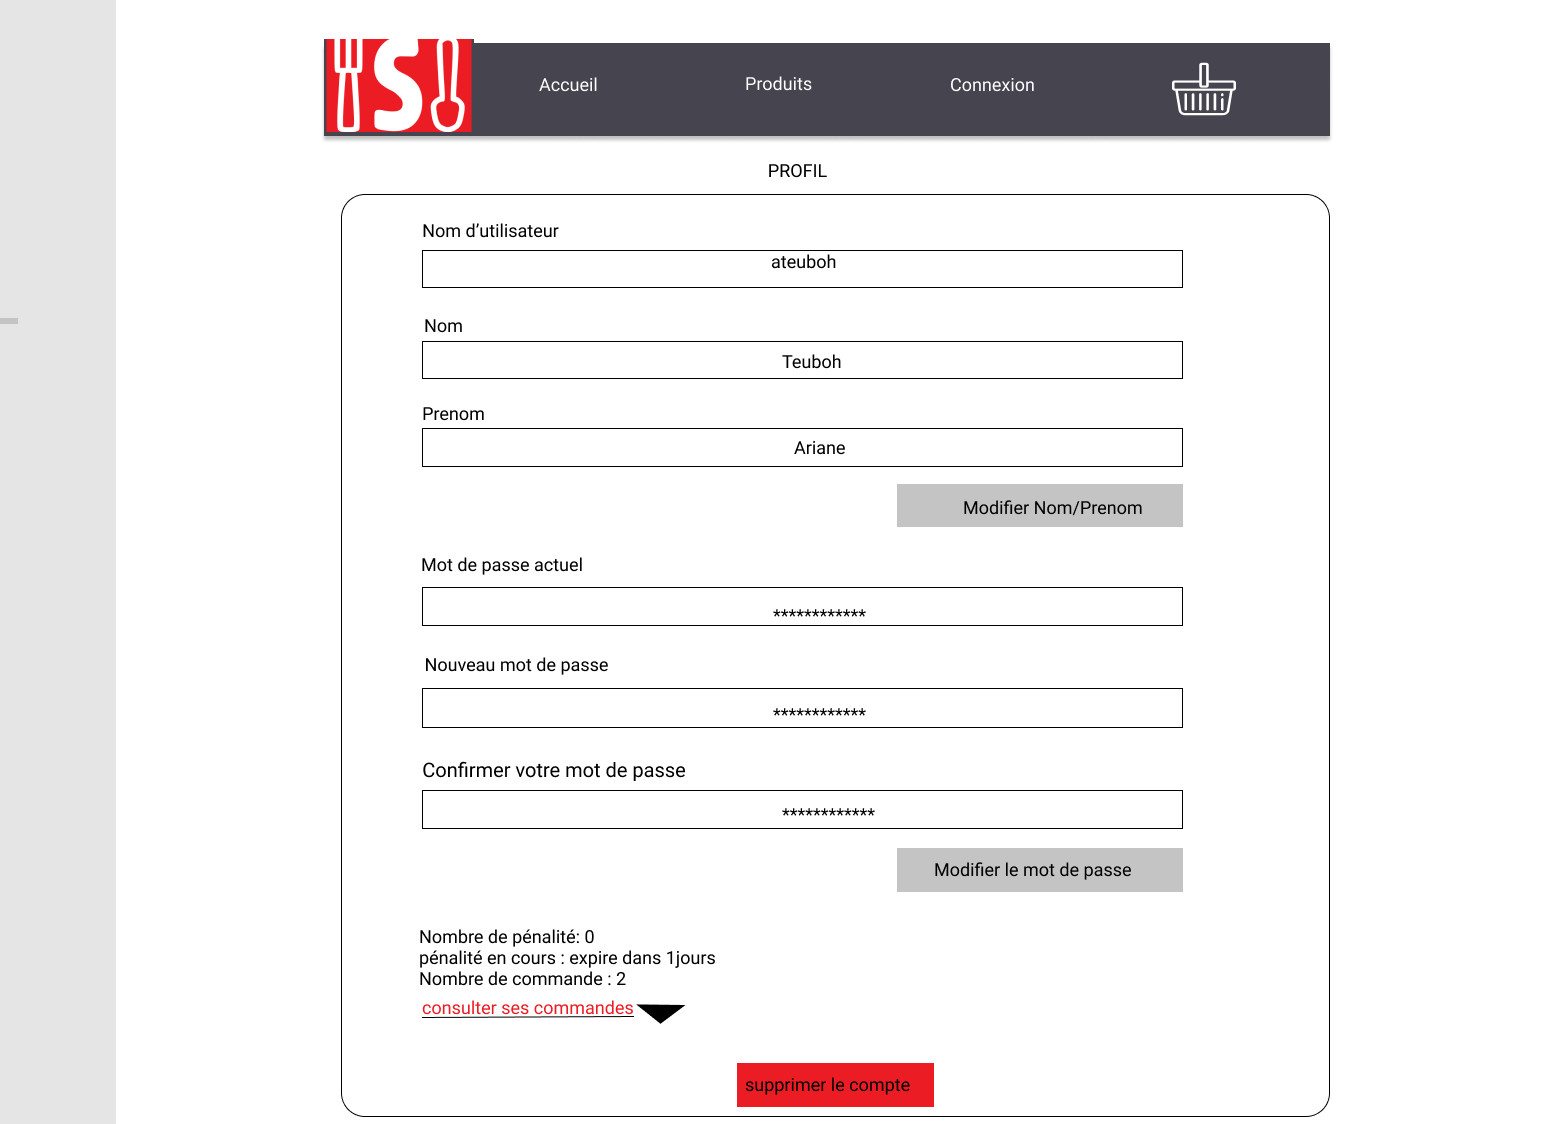 S
Accueil
Produits
Connexion
PROFIL
Nom d’utilisateur
ateuboh
Nom
Teuboh
Prenom
Ariane
Modifier Nom/Prenom
Mot de passe actuel
************
Nouveau mot de passe
************
Confirmer votre mot de passe
************
Modifier le mot de passe
Nombre de pénalité: 0
pénalité en cours : expire dans 1jours
Nombre de commande : 2
consulter ses commandes
supprimer le compte